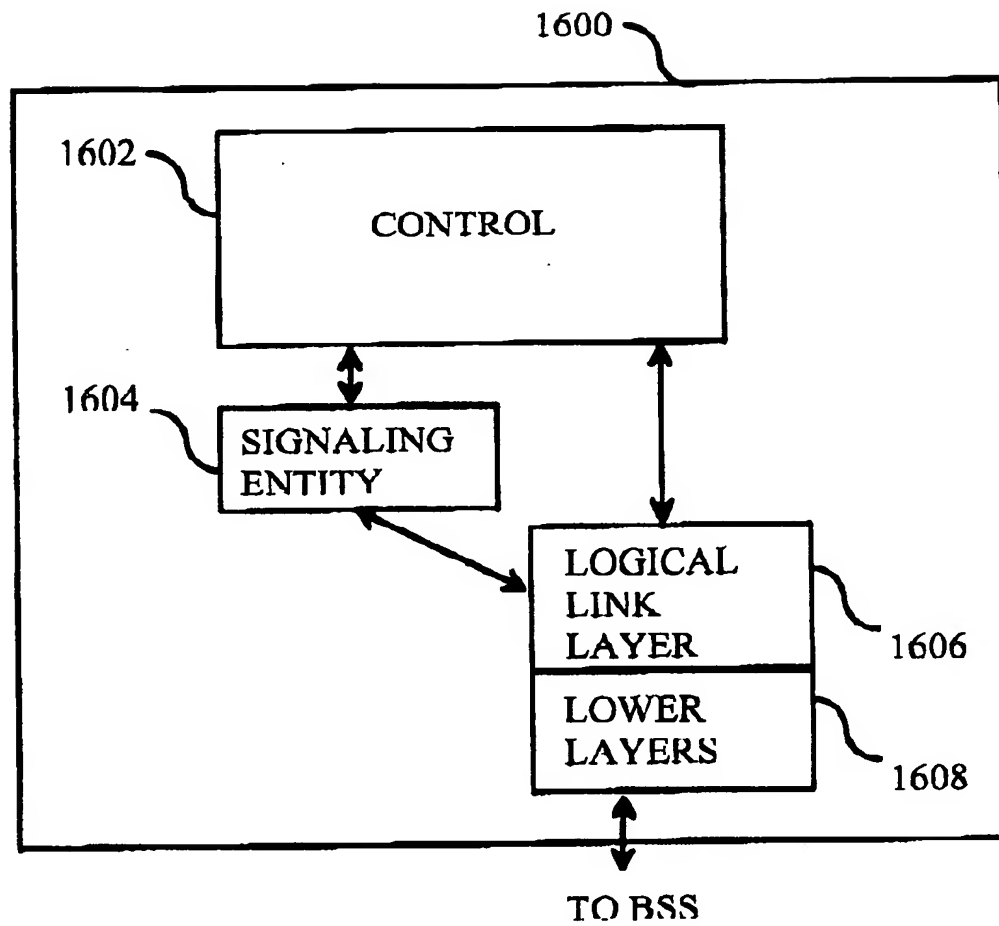 1600
1602
CONTROL
1604
SIGNALING
ENTITY
LOGICAL
LINK
LAYER
1606
LOWER
LAYERS
1608
TO BSS